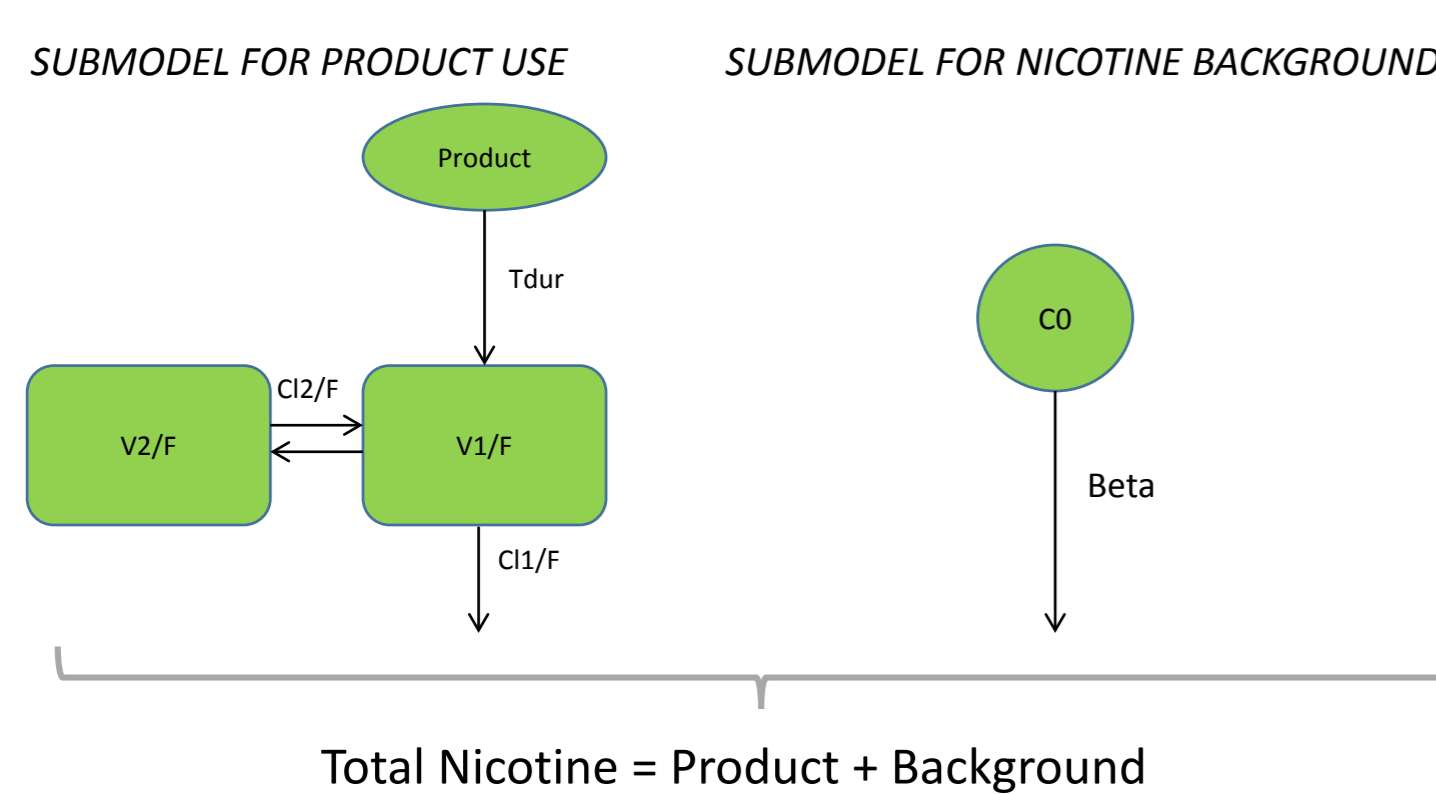 SUBMODEL FOR PRODUCT USE
SUBMODEL FOR NICOTINE BACKGROUND
Product
Tdur
C0
Cl2/F
V2/F
V1/F
Beta
Cl1/F
Total Nicotine = Product + Background